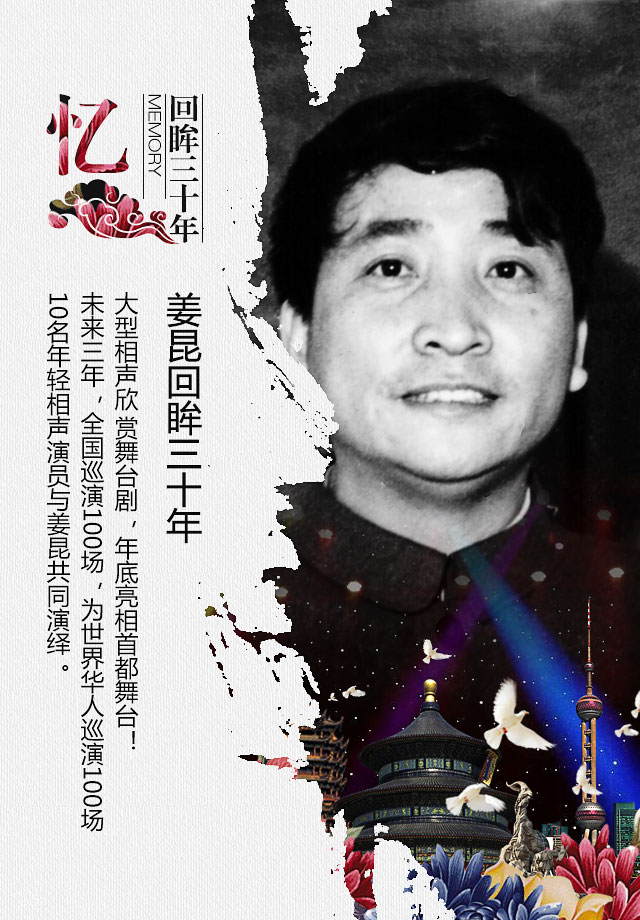 忆
MEMORY
回眸三十年
姜昆回眸三十年
大型相声欣赏舞台剧，年底亮相首都舞台！
未来三年，全国巡演100场，为世界华人巡演100场
10名年轻相声演员与姜昆共同演绎。